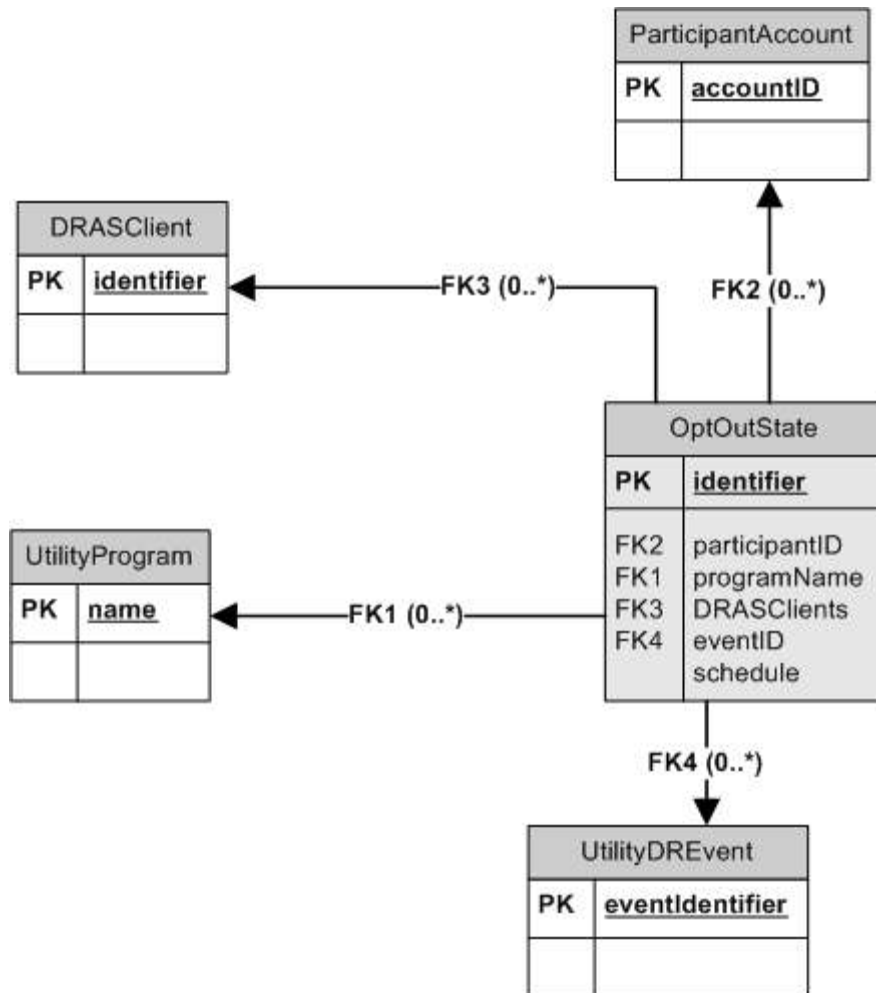 ParticipantAccount
PK accountID
DRASClient
PK identifier
FK3 (0..*)
FK2 (0..*)
OptOutState
PK identifier
FK2 participantID
FK1 programName
FK3 DRASClients
FK4 eventID
schedule
UtilityProgram
PK name
FK1 (0..*)
FK4 (0..*)
UtilityDREvent
PK eventIdentifier